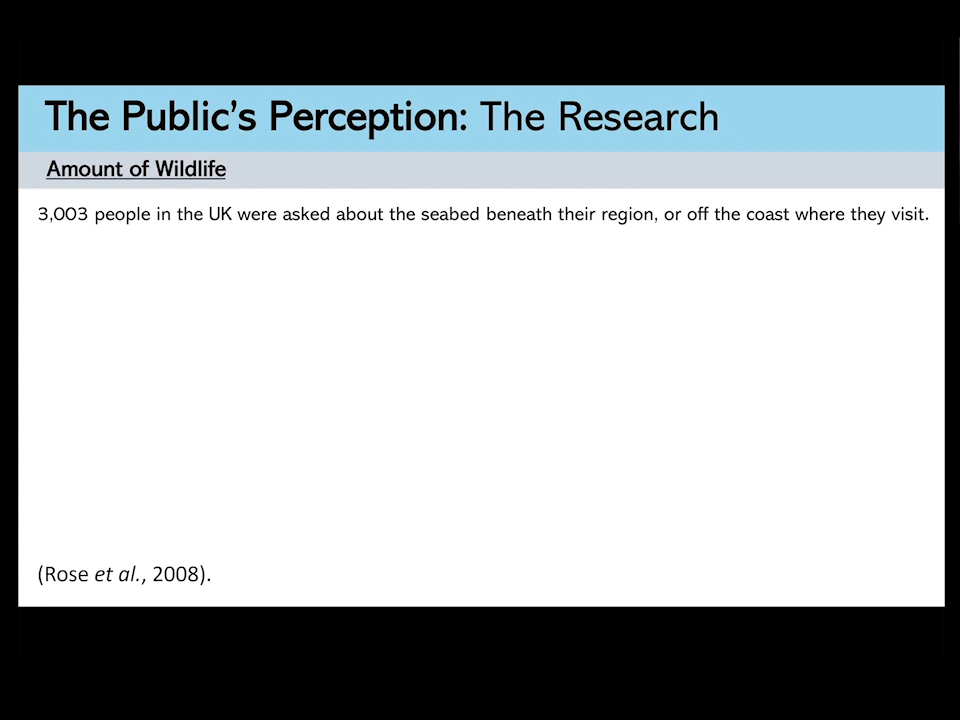 The Public’s Perception: The Research
Amount of Wildlife
3,003 people in the UK were asked about the seabed beneath their region, or off the coast where they visit.
(Rose et al., 2008).